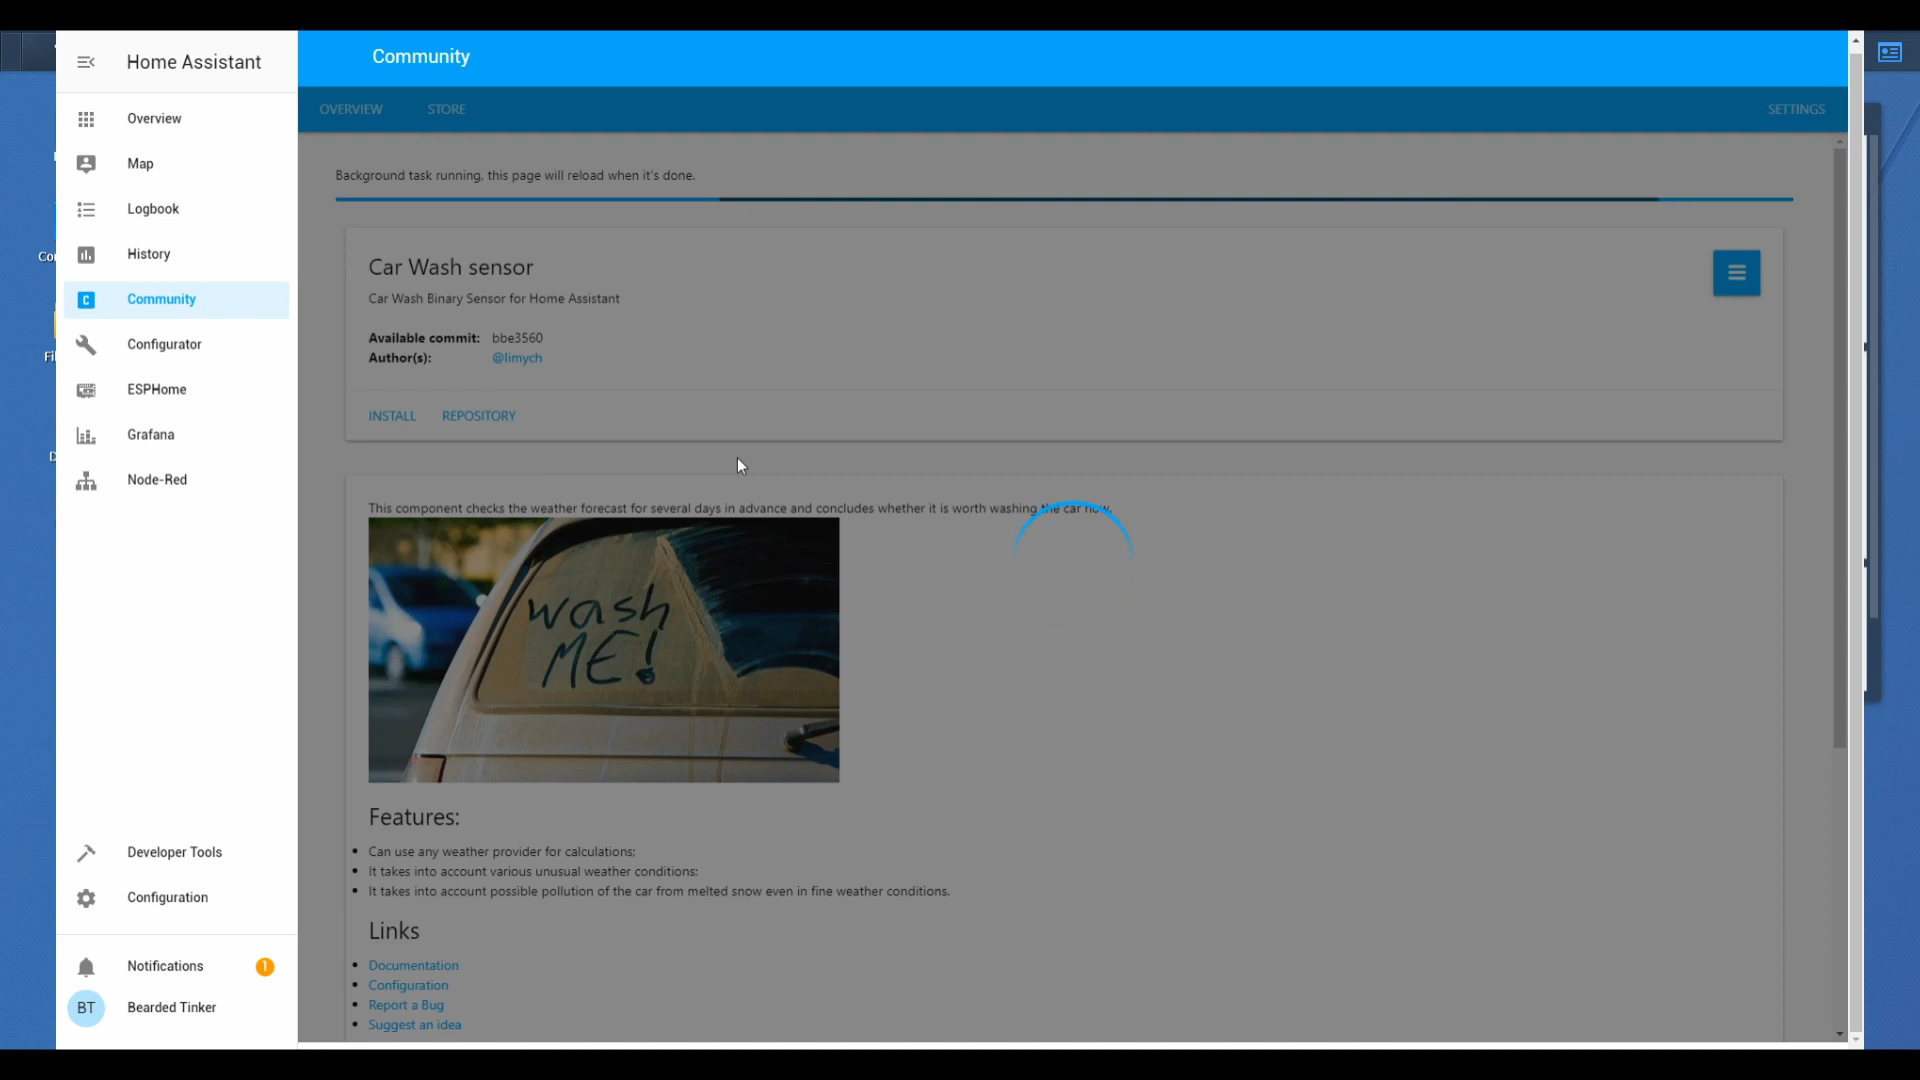 Home Assistant
Overview
Map
Logbook
History
Community
Configurator
ESPHome
Grafana
Node-Red
Developer Tools
Configuration
Notifications
1
BT
Bearded Tinker
Community
OVERVIEW
STORE
SETTINGS
Background task running, this page will reload when it's done.
Car Wash sensor
Car Wash Binary Sensor for Home Assistant
Available commit: bbe3560
Author(s): @limych
INSTALL
REPOSITORY
This component checks the weather forecast for several days in advance and concludes whether it is worth washing the car now.
wash
ME!
Features:
Can use any weather provider for calculations;
It takes into account various unusual weather conditions;
It takes into account possible pollution of the car from melted snow even in fine weather conditions.
Links
Documentation
Configuration
Report a Bug
Suggest an idea